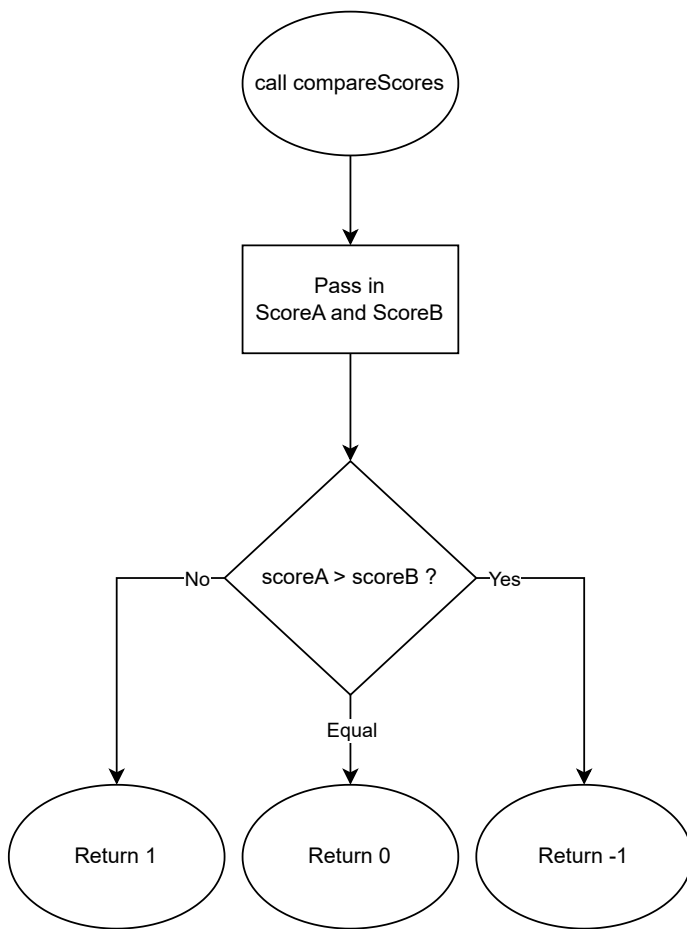 call compareScores
Pass in
ScoreA and ScoreB
scoreA > scoreB ?
No
Yes
Equal
Return 1
Return 0
Return -1